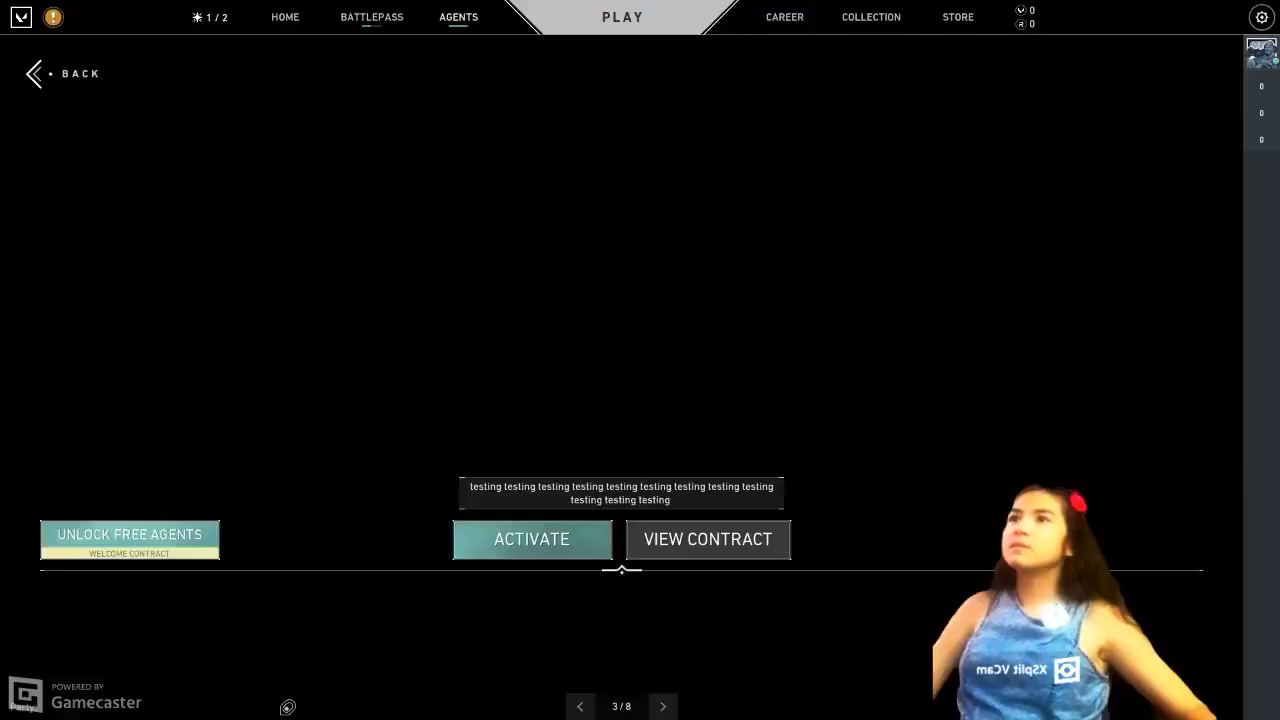 1 / 2
HOME
BATTLEPASS
AGENTS
PLAY
CAREER
COLLECTION
STORE
0
R 0
BACK
0
0
0
testing testing testing testing testing testing testing testing testing
testing testing testing
UNLOCK FREE AGENTS
WELCOME CONTRACT
ACTIVATE
VIEW CONTRACT
XSplit VCam
POWERED BY
Gamecaster
Party
3 / 8